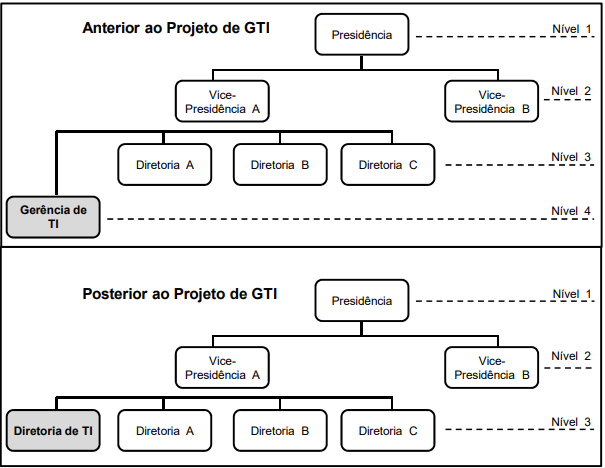 Anterior ao Projeto de GTI
Presidência
Nível 1
Vice-
Presidência A
Vice-
Presidência B
Nível 2
Diretoria A
Diretoria B
Diretoria C
Nível 3
Gerência de
TI
Nível 4
Posterior ao Projeto de GTI
Presidência
Nível 1
Vice-
Presidência A
Vice-
Presidência B
Nível 2
Diretoria de TI
Diretoria A
Diretoria B
Diretoria C
Nível 3